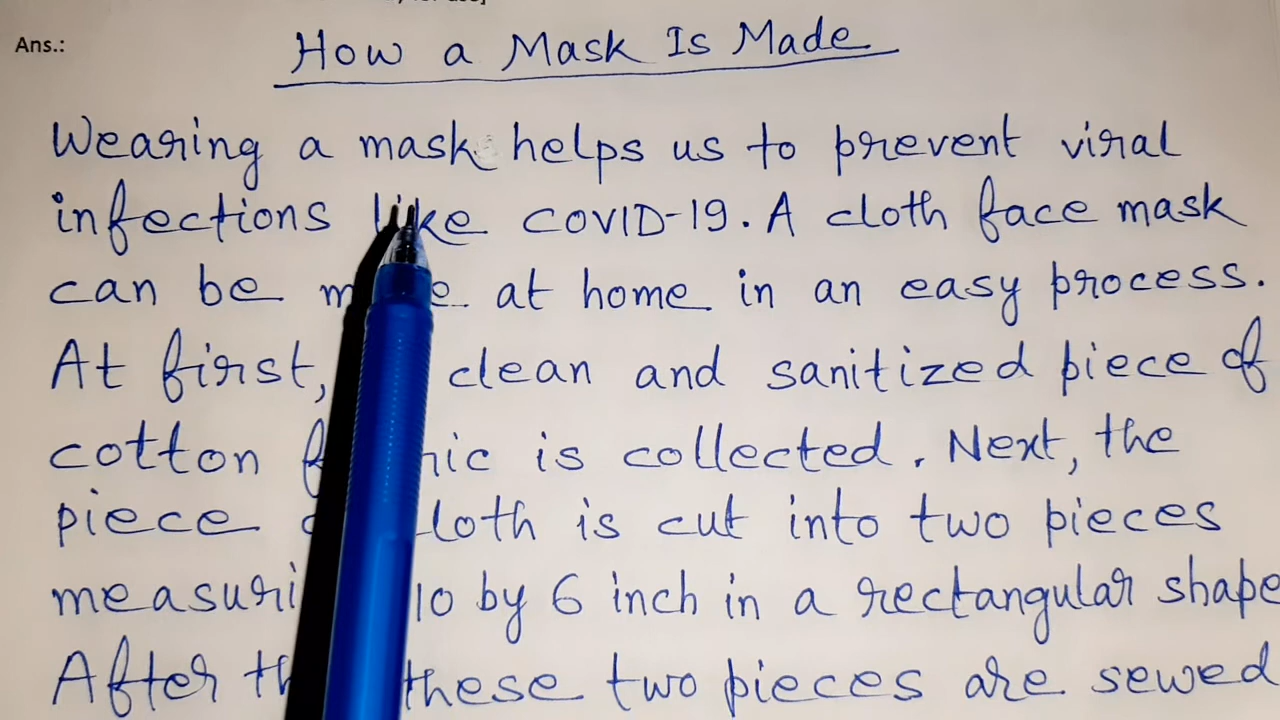 Ans.:
How a Mask Is Made
Wearing a mask helps us to prevent viral
infections like COVID-19. A cloth face mask
can be at home in an easy process.
At first, clean and sanitized piece of
cotton is collected. Next, the
piece is cut into two pieces
10 by 6 inch in a rectangular shape
After these two pieces are sewed